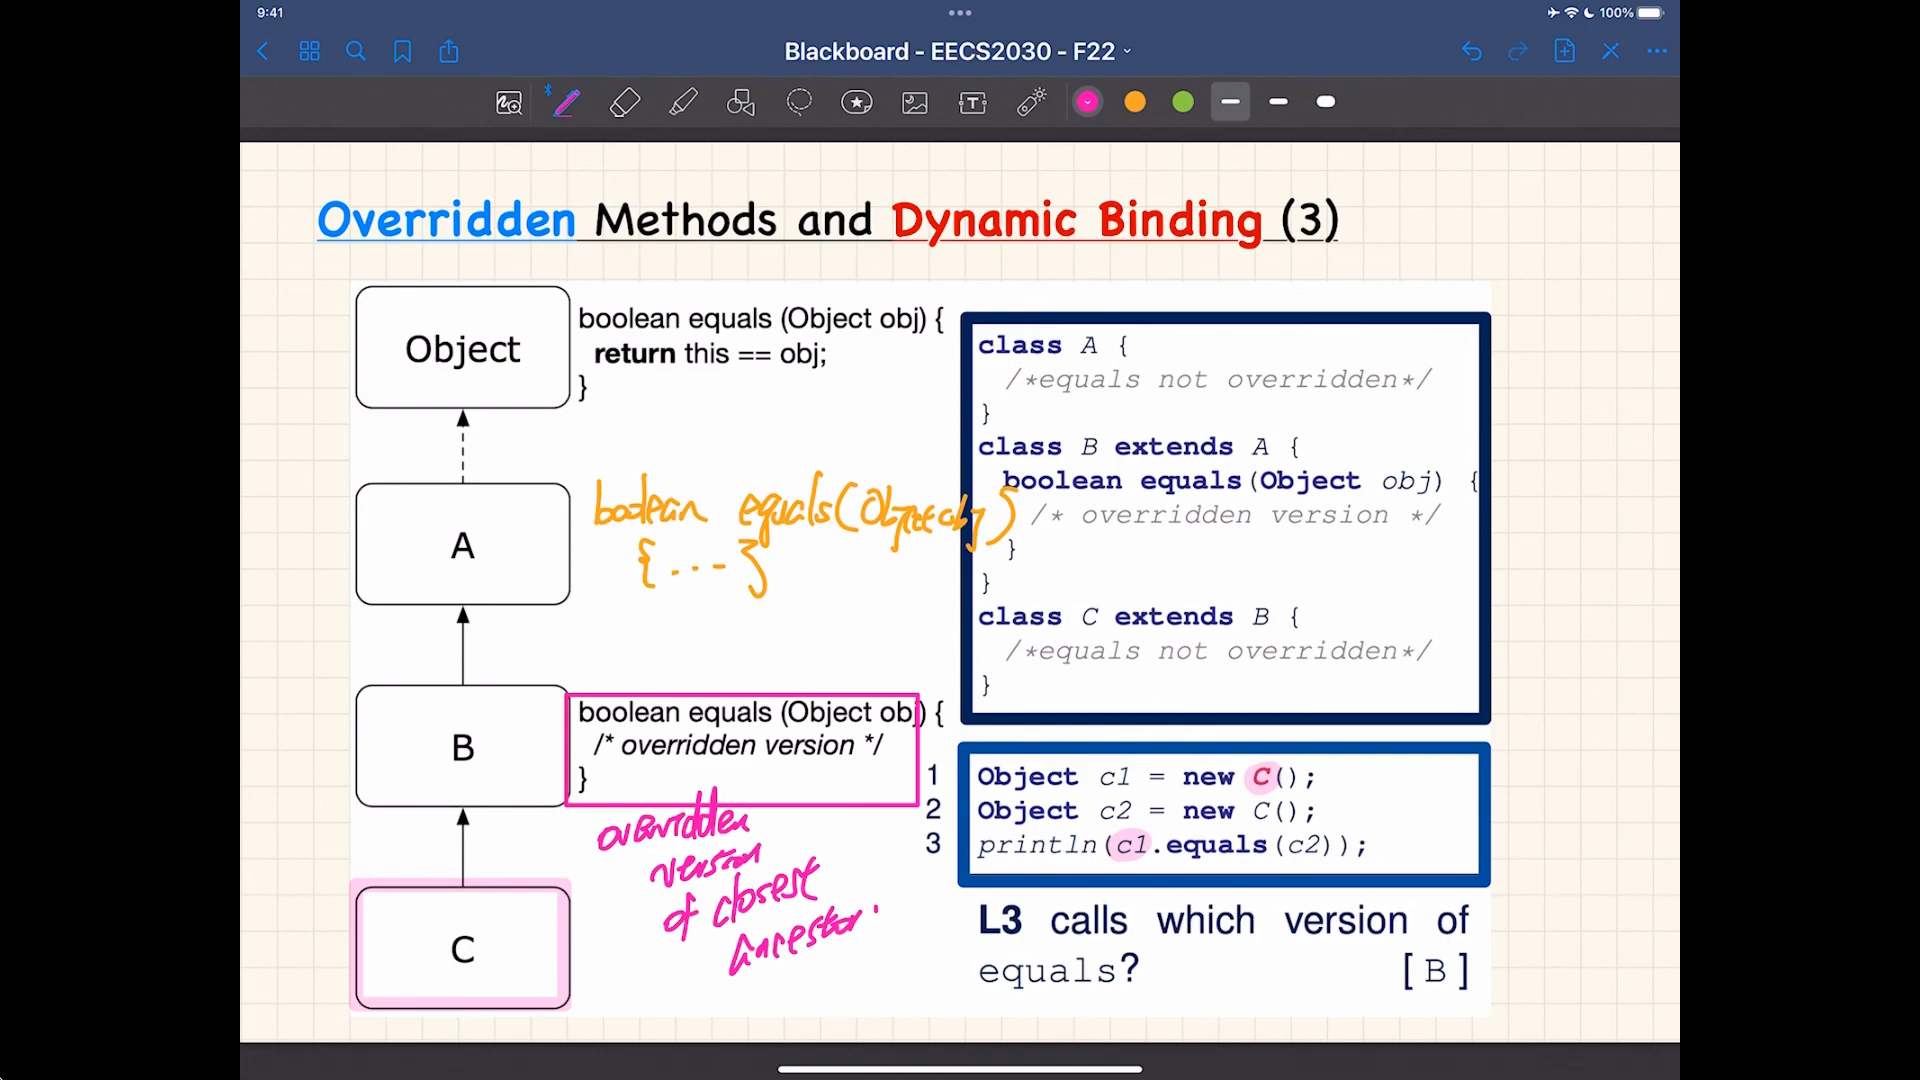 9:41
100%
Blackboard - EECS2030 - F22
Overridden Methods and Dynamic Binding (3)
Object
boolean equals (Object obj) {
return this == obj;
}
A
boolean equals(Object obj)
{ ... }
B
boolean equals (Object obj) {
/* overridden version */
}
overridden
version
of closest
ancestor.
C
class A {
/*equals not overridden*/
}
class B extends A {
boolean equals(Object obj) {
/* overridden version */
}
}
class C extends B {
/*equals not overridden*/
}
1 Object c1 = new C();
2 Object c2 = new C();
3 println(c1.equals(c2));
L3 calls which version of
equals? [ B ]